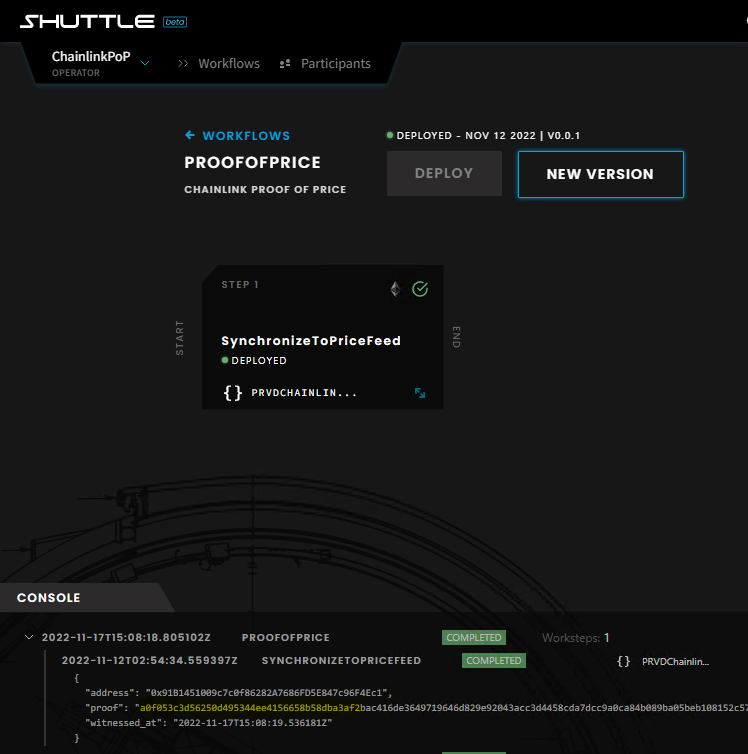 SHUTTLE beta
ChainlinkPoP
OPERATOR
Workflows
Participants
WORKFLOWS
DEPLOYED - NOV 12 2022 | V0.0.1
PROOFOFPRICE
DEPLOY
NEW VERSION
CHAINLINK PROOF OF PRICE
STEP 1
START
SynchronizeToPriceFeed
DEPLOYED
{} PRVDCHAINLIN...
END
CONSOLE
2022-11-17T15:08:18.805102Z PROOFOFPRICE COMPLETED Worksteps: 1
2022-11-12T02:54:34.559397Z SYNCHRONIZETOPRICEFEED COMPLETED {} PRVDChainlin...
{
"address": "0x91B1451009c7c0f86282A7686FD5E847c96F4Ec1",
"proof": "a0f053c3d56250d495344ee4156658b58dba3af2bac416de3649719646d829e92043acc3d4458cda7dcc9a0ca84b089ba05beb108152c57
"witnessed_at": "2022-11-17T15:08:19.536181Z"
}